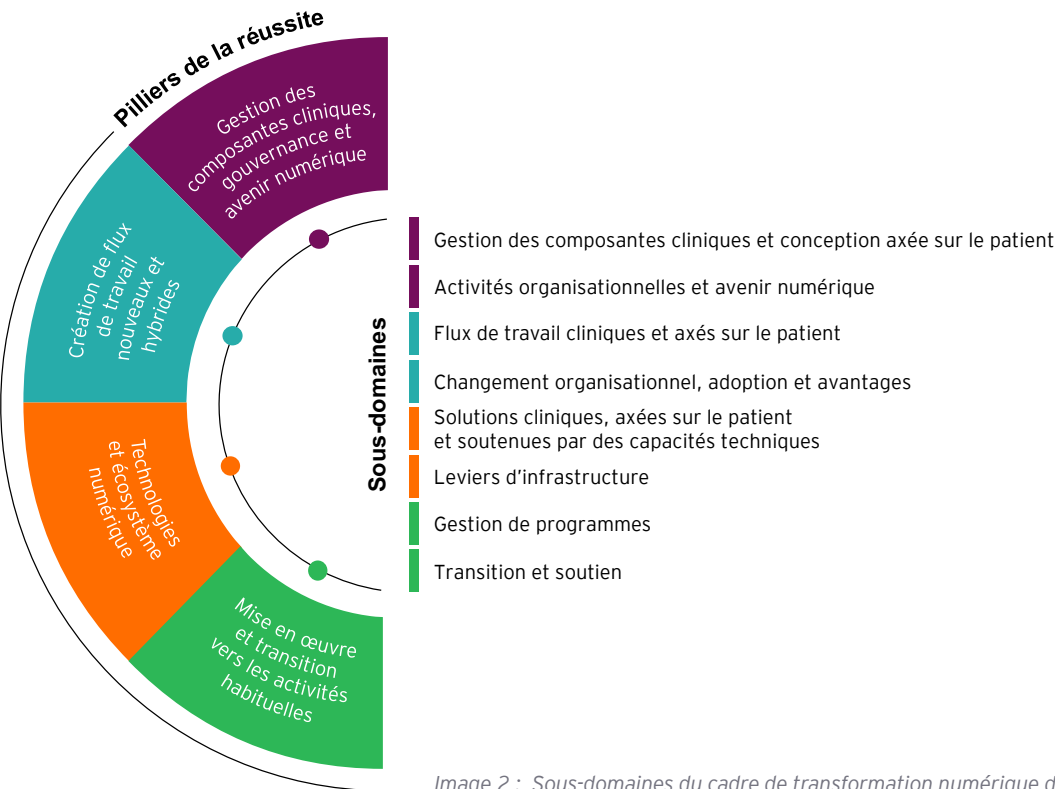 Pilliers de la réussite
Gestion des
composantes cliniques,
gouvernance et
avenir numérique
Création de flux
de travail
nouveaux et
hybrides
Technologies
et écosystème
numérique
Mise en œuvre
et transition
vers les activités
habituelles
Sous-domaines
Gestion des composantes cliniques et conception axée sur le patient
Activités organisationnelles et avenir numérique
Flux de travail cliniques et axés sur le patient
Changement organisationnel, adoption et avantages
Solutions cliniques, axées sur le patient
et soutenues par des capacités techniques
Leviers d'infrastructure
Gestion de programmes
Transition et soutien
Image 2 : Sous-domaines du cadre de transformation numérique d